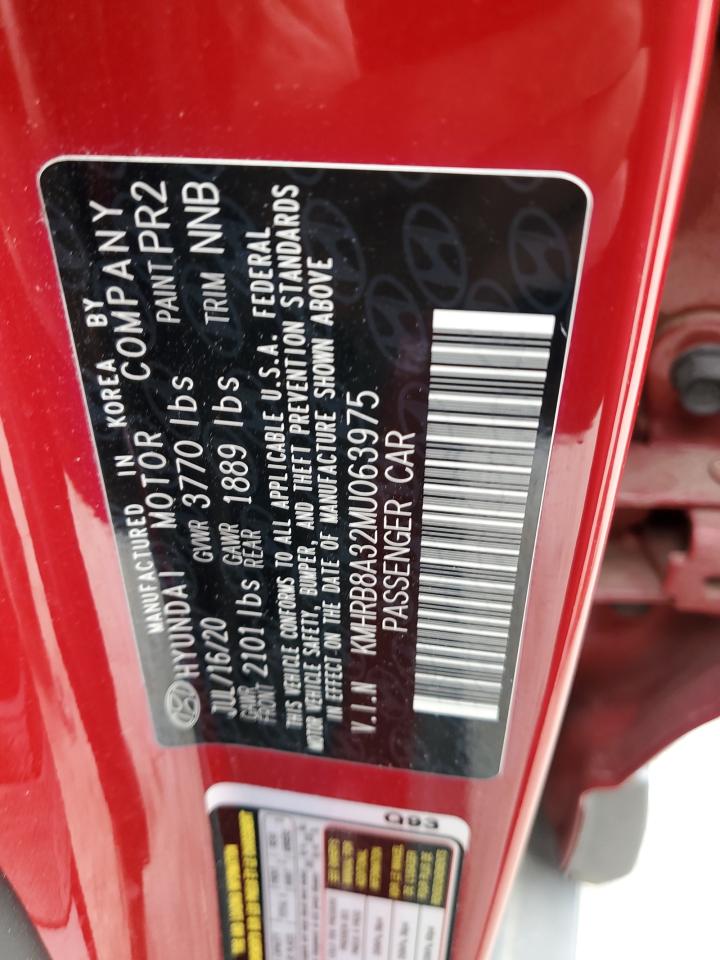 MANUFACTURED IN KOREA BY
HYUNDAI MOTOR COMPANY
JUL/16/20 GVWR 3770 lbs PAINT PR2
GAWR FRONT 2101 lbs GAWR REAR 1889 lbs TRIM NNB
THIS VEHICLE CONFORMS TO ALL APPLICABLE U.S.A. FEDERAL
MOTOR VEHICLE SAFETY, BUMPER, AND THEFT PREVENTION STANDARDS
IN EFFECT ON THE DATE OF MANUFACTURE SHOWN ABOVE
V.I.N KMHRB8A32MU063975
PASSENGER CAR
Q93